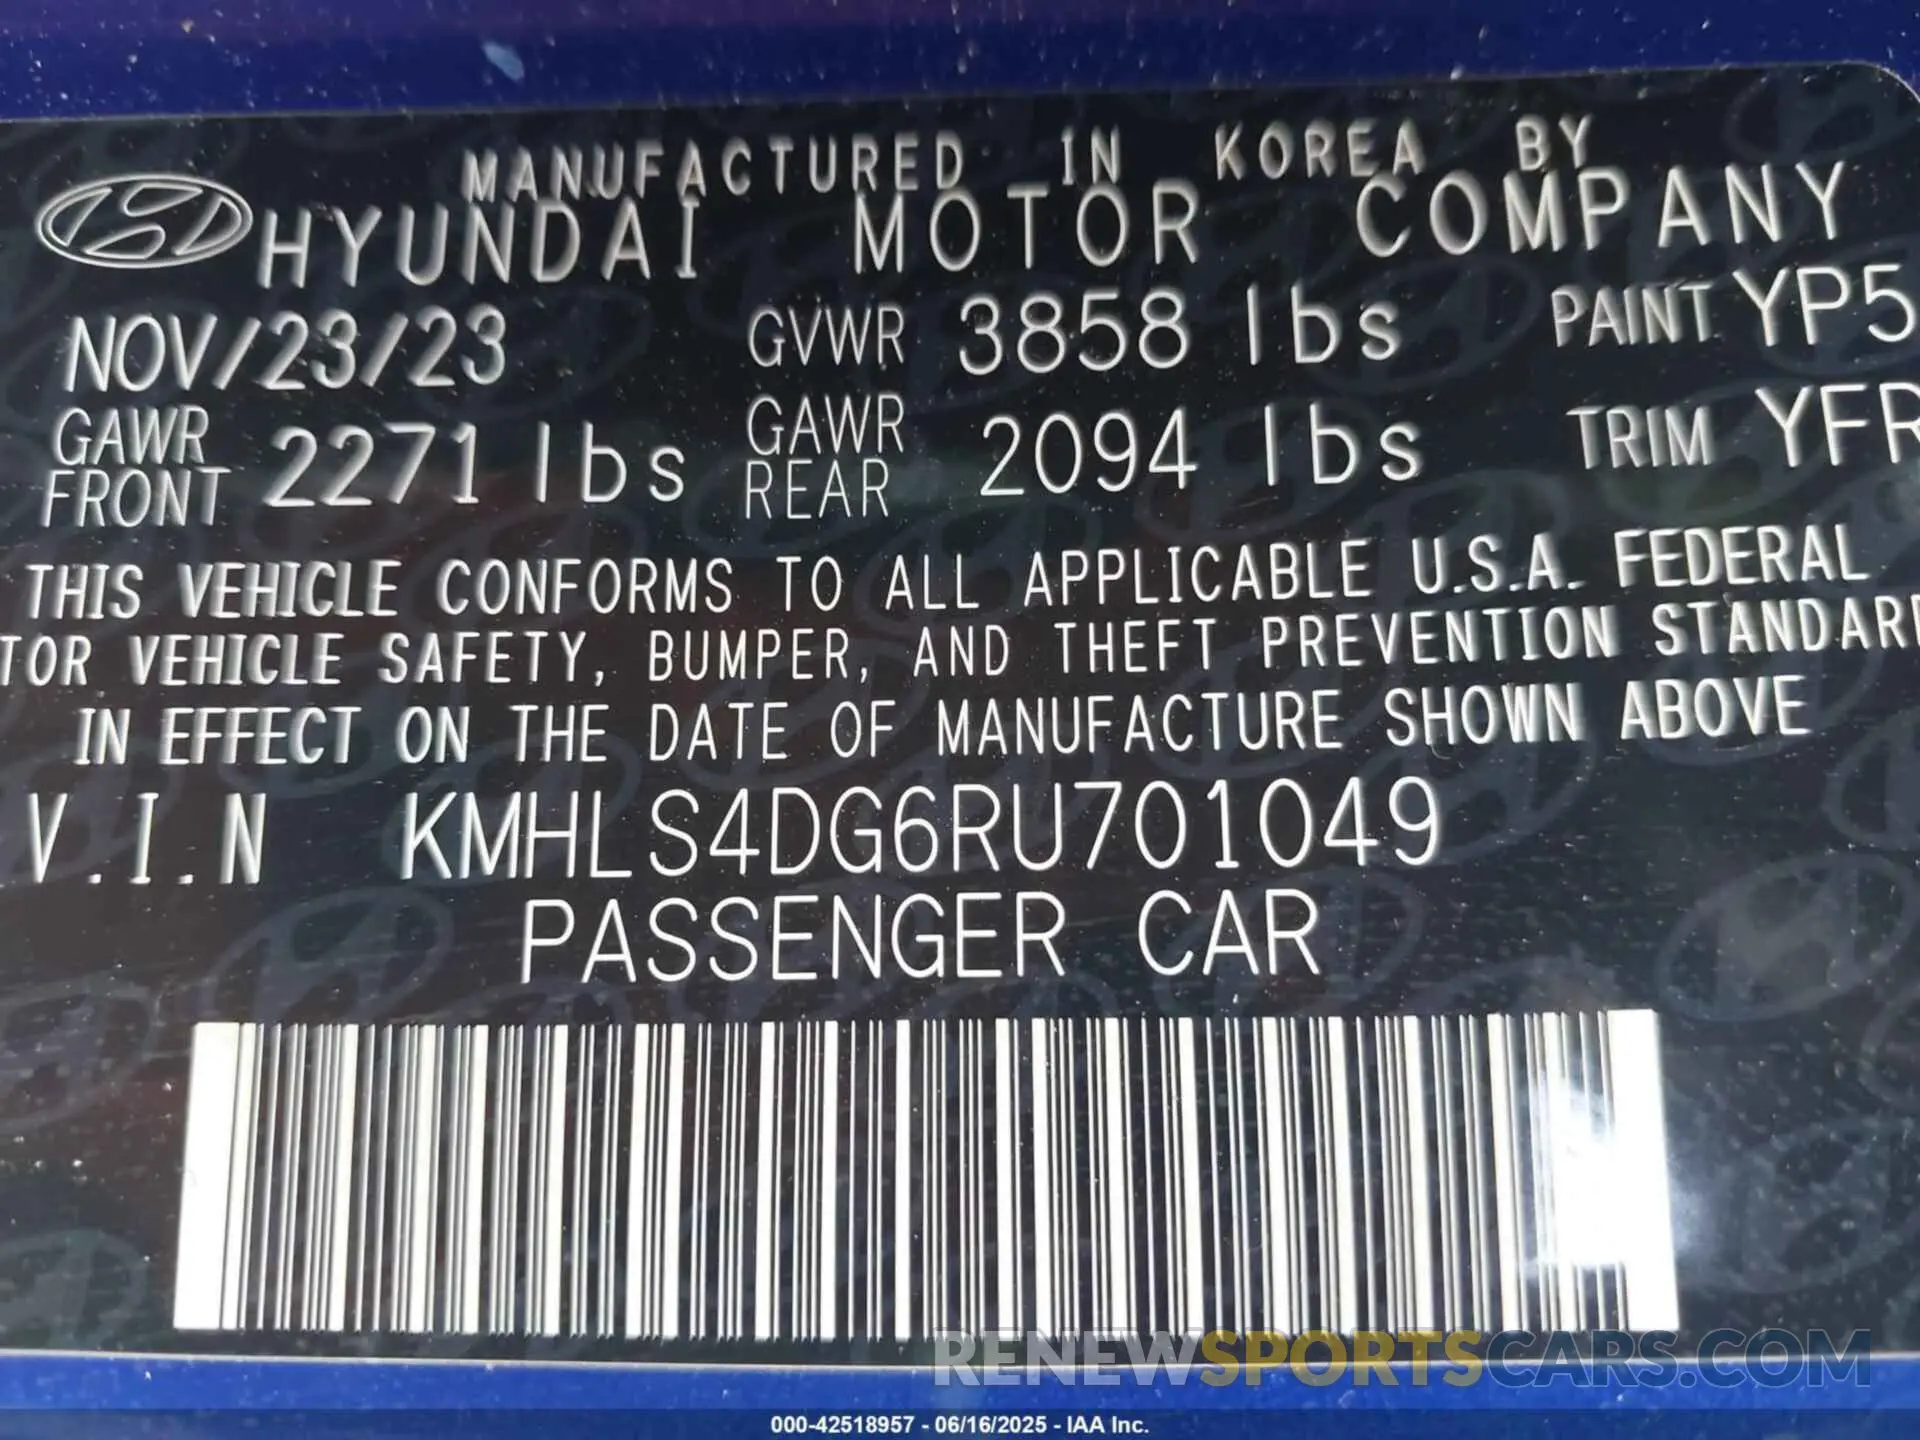 MANUFACTURED IN KOREA BY
HYUNDAI MOTOR COMPANY
NOV/23/23 GVWR 3858 lbs PAINT YP5
GAWR FRONT 2271 lbs GAWR REAR 2094 lbs TRIM YFR
THIS VEHICLE CONFORMS TO ALL APPLICABLE U.S.A. FEDERAL
TOR VEHICLE SAFETY, BUMPER, AND THEFT PREVENTION STANDARD
IN EFFECT ON THE DATE OF MANUFACTURE SHOWN ABOVE
V.I.N KMHLS4DG6RU701049
PASSENGER CAR
RENEWSPORTSCARS.COM
000-42518957 - 06/16/2025 - IAA Inc.